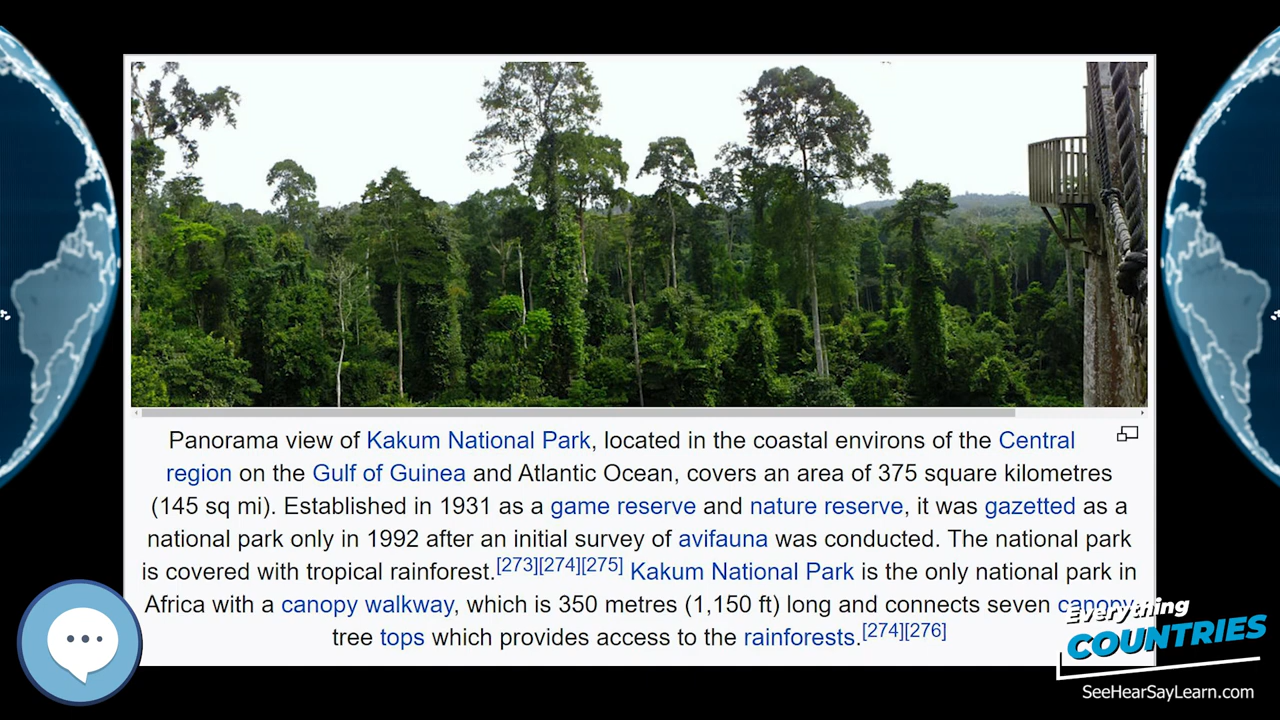 Panorama view of Kakum National Park, located in the coastal environs of the Central
region on the Gulf of Guinea and Atlantic Ocean, covers an area of 375 square kilometres
(145 sq mi). Established in 1931 as a game reserve and nature reserve, it was gazetted as a
national park only in 1992 after an initial survey of avifauna was conducted. The national park
is covered with tropical rainforest.[273][274][275] Kakum National Park is the only national park in
Africa with a canopy walkway, which is 350 metres (1,150 ft) long and connects seven canopy
tree tops which provides access to the rainforests.[274][276]
Everything
COUNTRIES
SeeHearSayLearn.com